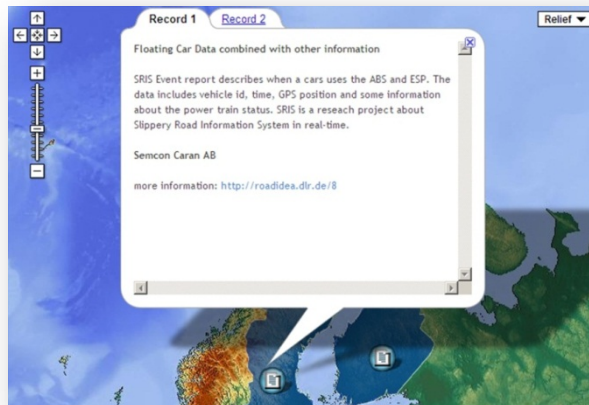 Record 1 Record 2
Relief
Floating Car Data combined with other information
SRIS Event report describes when a cars uses the ABS and ESP. The
data includes vehicle id, time, GPS position and some information
about the power train status. SRIS is a reseach project about
Slippery Road Information System in real-time.
Semcon Caran AB
more information: http://roadidea.dlr.de/8